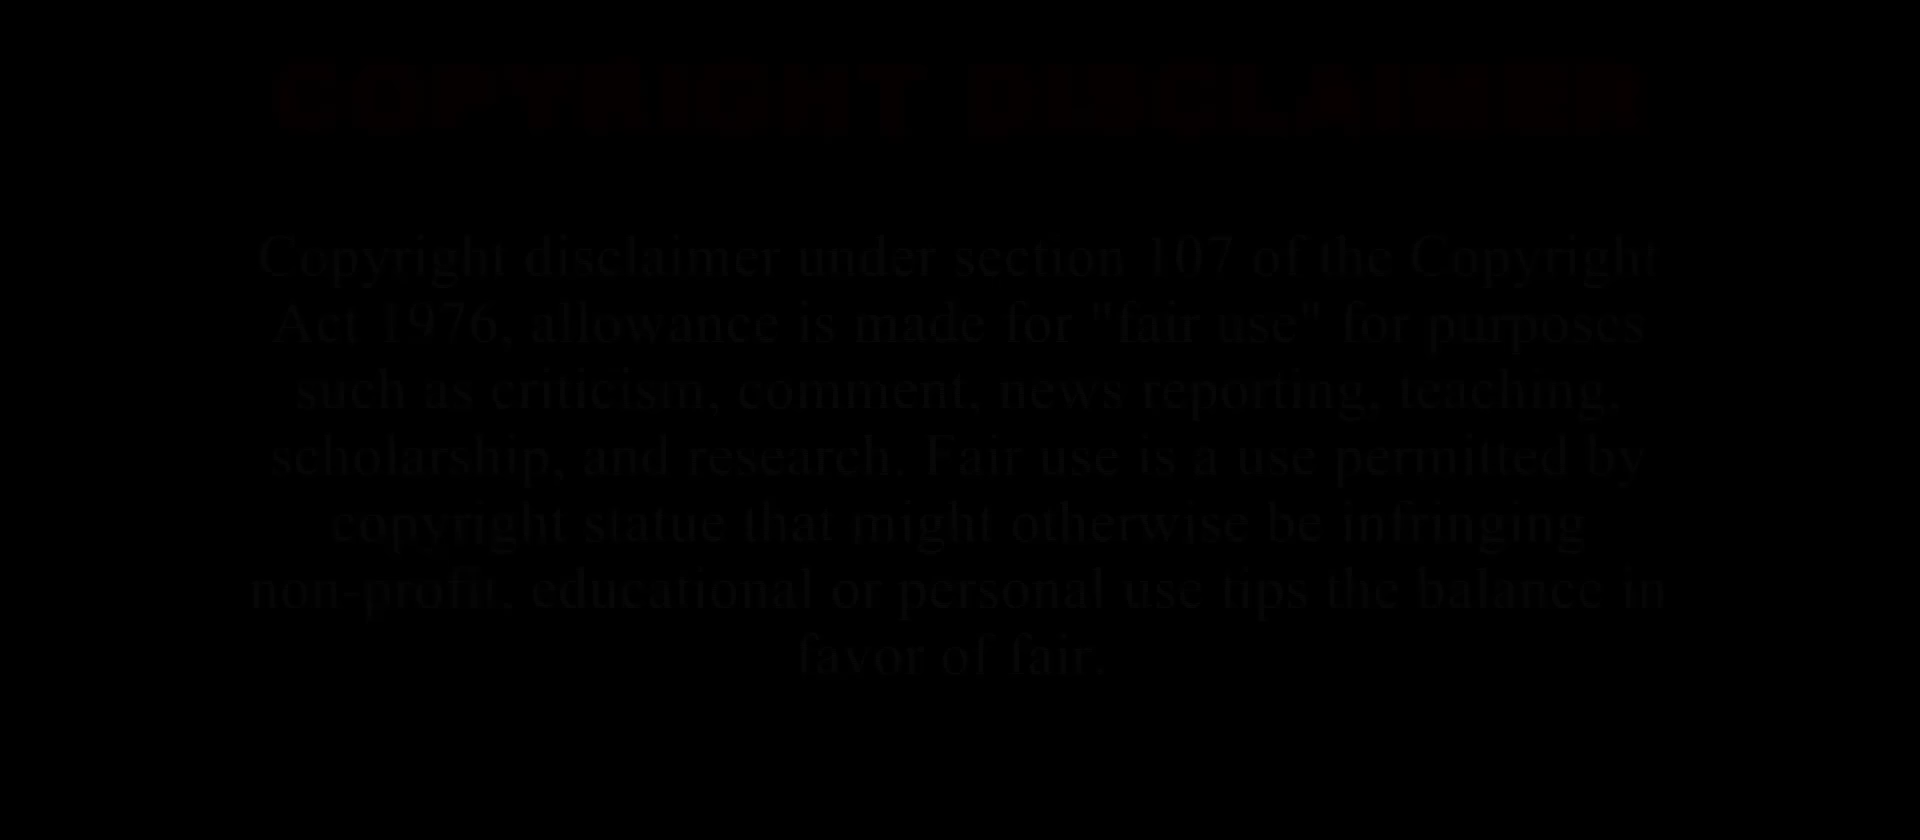 COPYRIGHT DISCLAIMER
Copyright disclaimer under section 107 of the Copyright
Act 1976, allowance is made for "fair use" for purposes
such as criticism, comment, news reporting, teaching,
scholarship, and research. Fair use is a use permitted by
copyright statue that might otherwise be infringing
non-profit, educational or personal use tips the balance in
favor of fair.